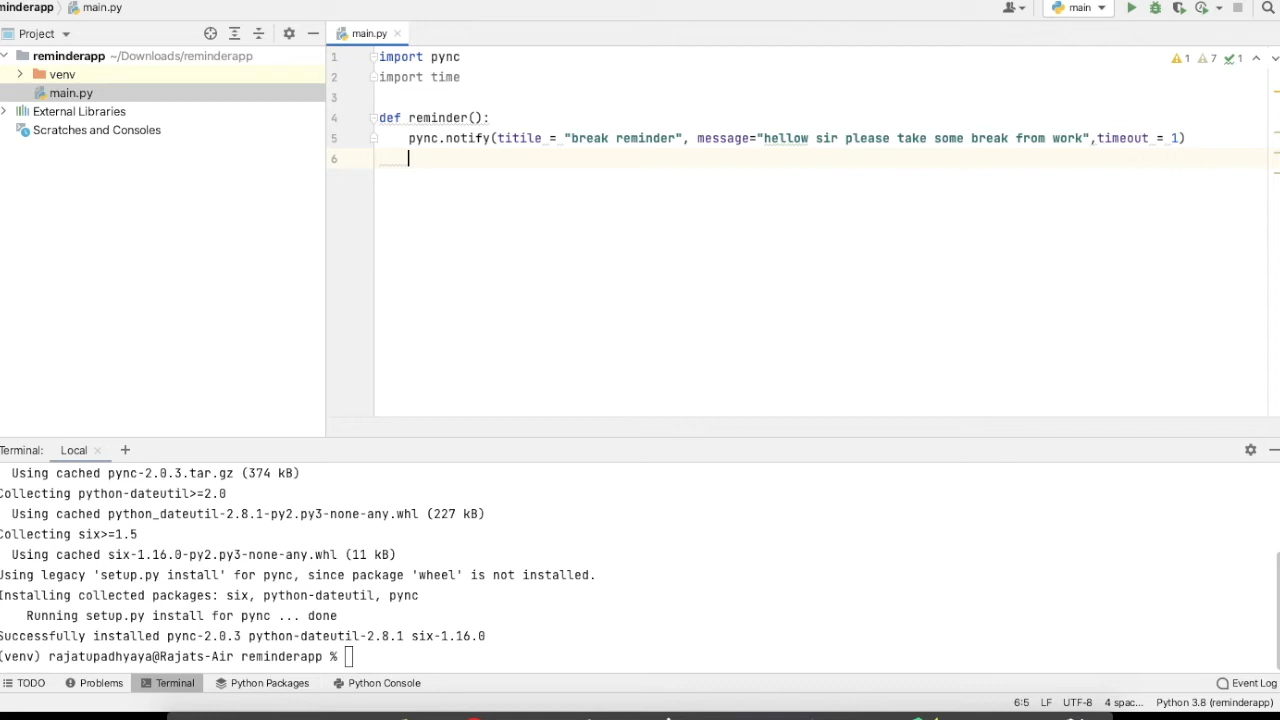 minderapp › main.py
main
Project
main.py
reminderapp ~/Downloads/reminderapp
venv
main.py
External Libraries
Scratches and Consoles
1 import pync
2 import time
3
4 def reminder():
5 pync.notify(titile = "break reminder", message="hellow sir please take some break from work",timeout = 1)
6
1 7 1
Terminal: Local +
Using cached pync-2.0.3.tar.gz (374 kB)
Collecting python-dateutil>=2.0
Using cached python_dateutil-2.8.1-py2.py3-none-any.whl (227 kB)
Collecting six>=1.5
Using cached six-1.16.0-py2.py3-none-any.whl (11 kB)
Using legacy 'setup.py install' for pync, since package 'wheel' is not installed.
Installing collected packages: six, python-dateutil, pync
Running setup.py install for pync ... done
Successfully installed pync-2.0.3 python-dateutil-2.8.1 six-1.16.0
(venv) rajatupadhyaya@Rajats-Air reminderapp %
TODO Problems Terminal Python Packages Python Console Event Log
6:5 LF UTF-8 4 spac... Python 3.8 (reminderapp)